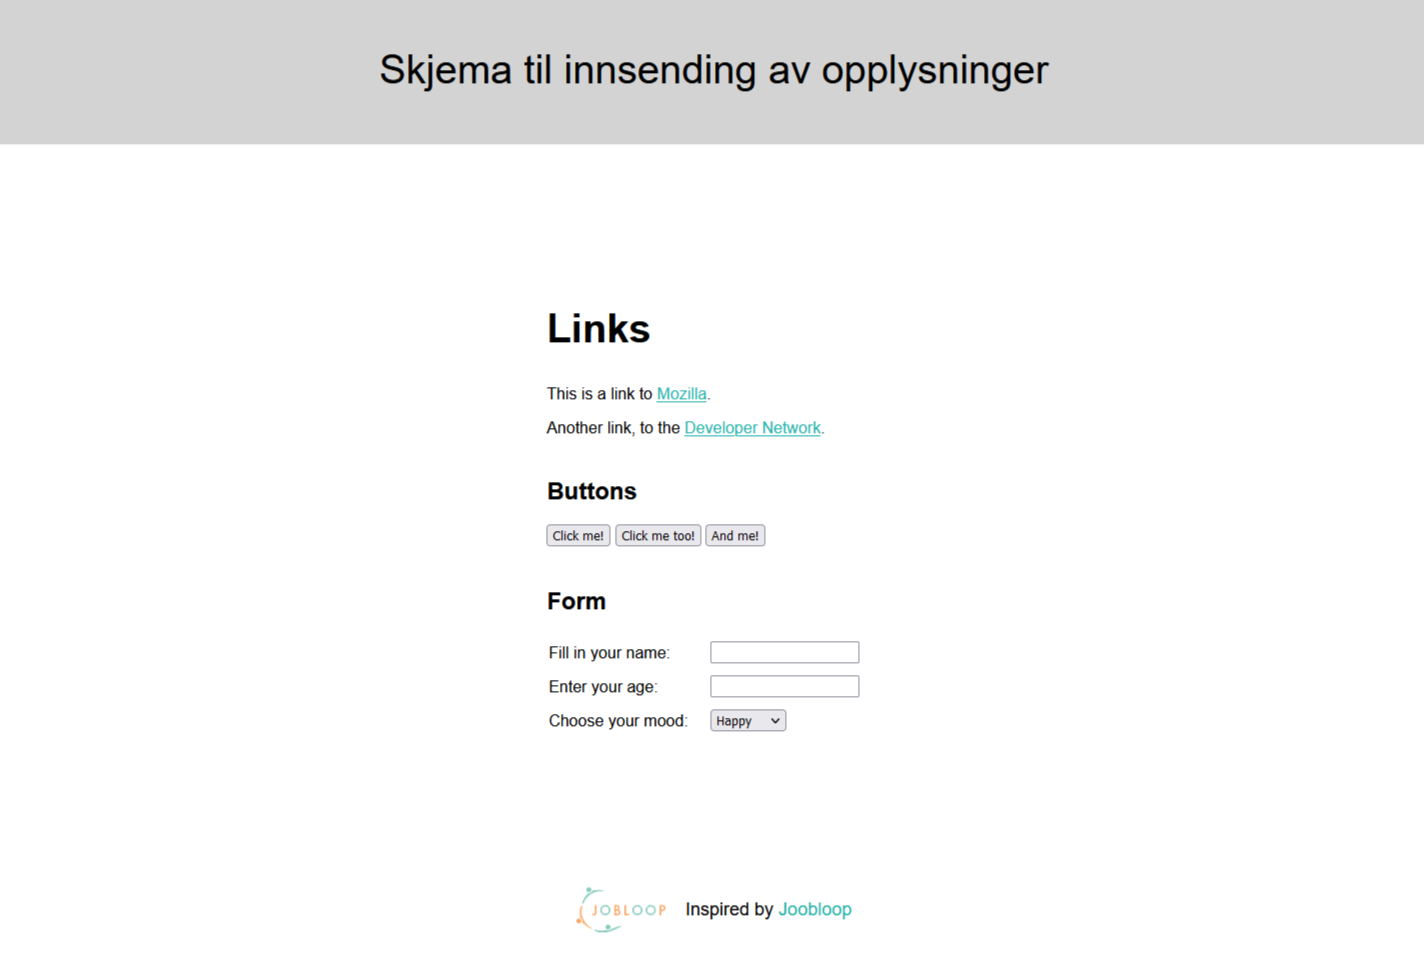 Skjema til innsending av opplysninger
Links
This is a link to Mozilla.
Another link, to the Developer Network.
Buttons
Click me! Click me too! And me!
Form
Fill in your name:
Enter your age:
Choose your mood: Happy
JOBLOOP Inspired by Joobloop